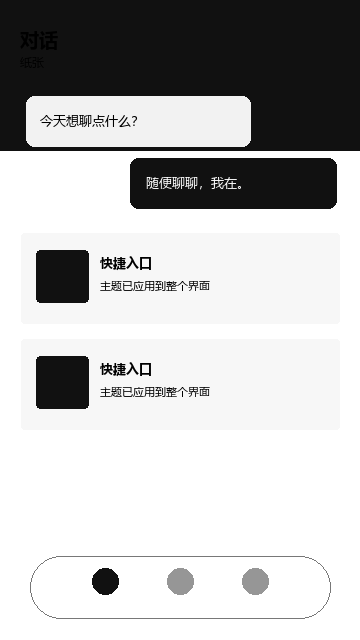 对话
纸张
今天想聊点什么？
随便聊聊，我在。
快捷入口
主题已应用到整个界面
快捷入口
主题已应用到整个界面